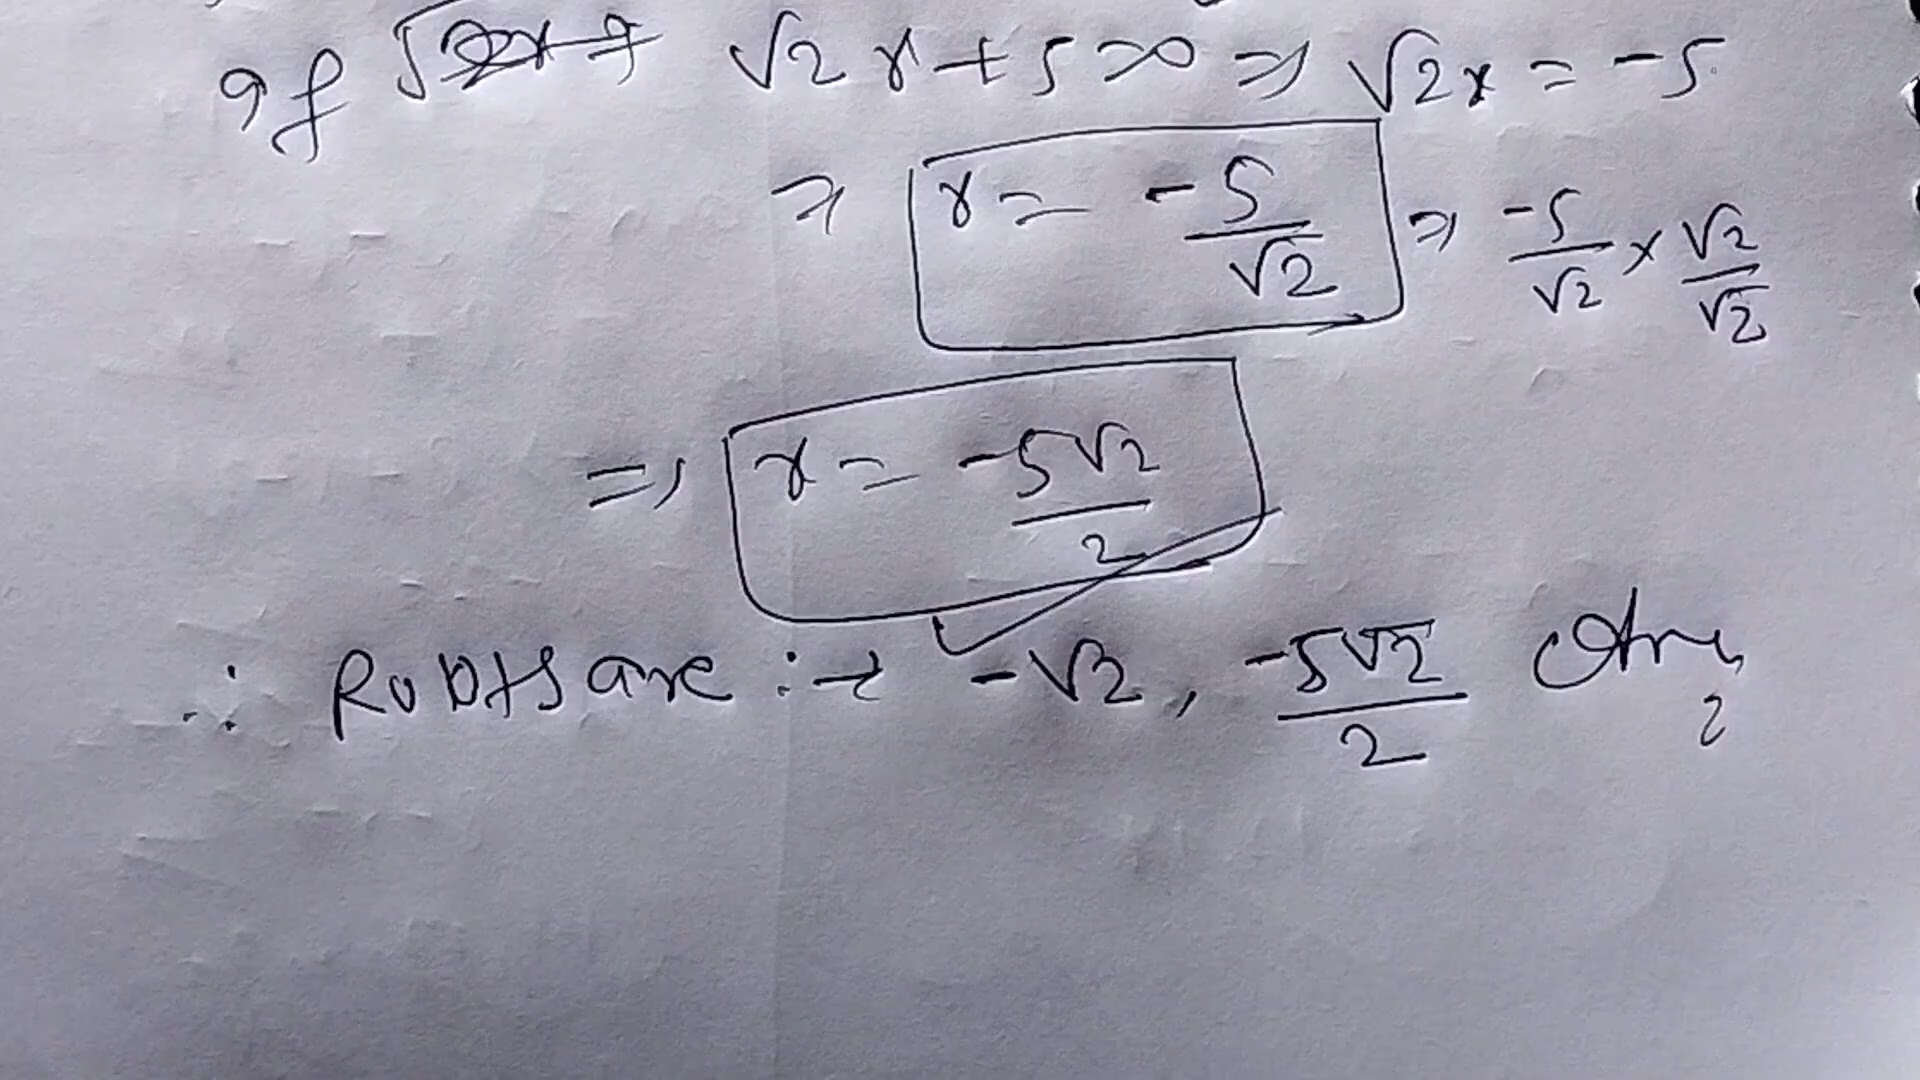 If √2x + 5 = 0 ⇒ √2x = -5
⇒ x = -5/√2 ⇒ -5/√2 × √2/√2
⇒ x = -5√2/2
∴ Roots are :→ -√2, -5√2/2 Ans